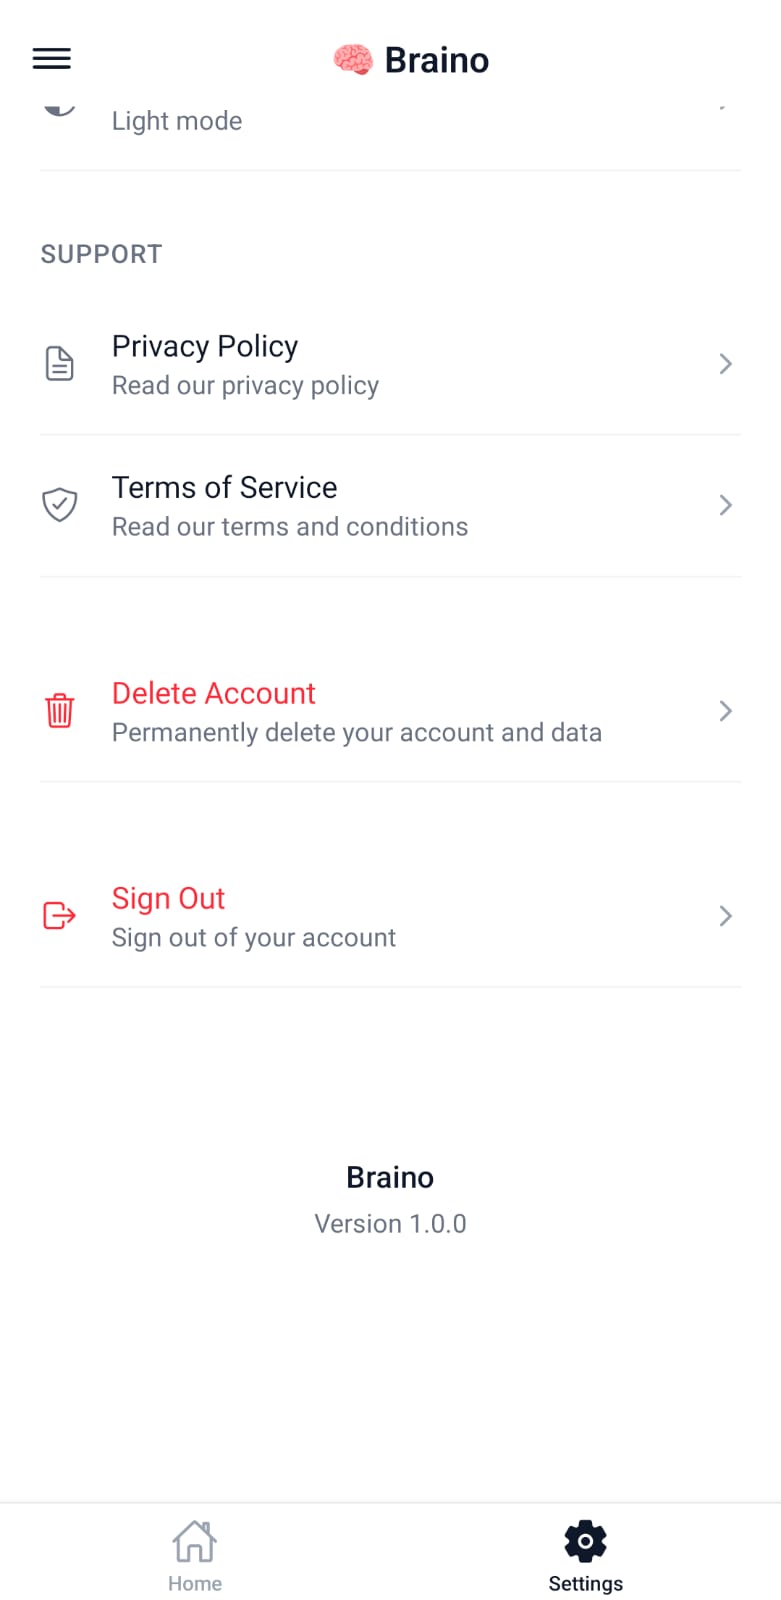 Braino
Light mode
SUPPORT
Privacy Policy
Read our privacy policy
Terms of Service
Read our terms and conditions
Delete Account
Permanently delete your account and data
Sign Out
Sign out of your account
Braino
Version 1.0.0
Home
Settings